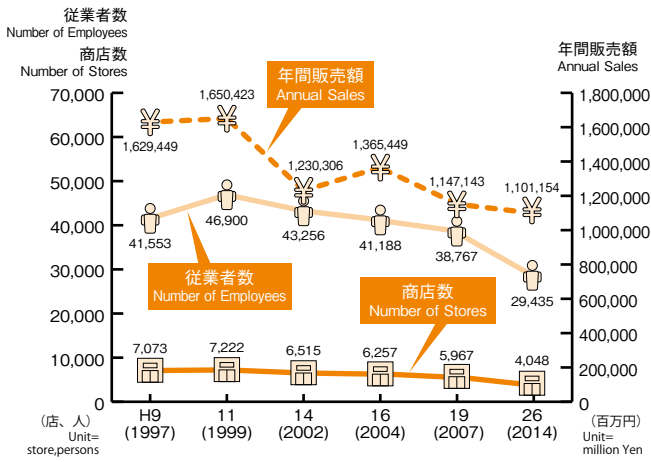 従業者数
Number of Employees
商店数
Number of Stores
年間販売額
Annual Sales
70,000
60,000
50,000
40,000
30,000
20,000
10,000
0
1,800,000
1,600,000
1,400,000
1,200,000
1,000,000
800,000
600,000
400,000
200,000
0
年間販売額
Annual Sales
1,629,449
1,650,423
1,230,306
1,365,449
1,147,143
1,101,154
41,553
46,900
43,256
41,188
38,767
29,435
従業者数
Number of Employees
商店数
Number of Stores
7,073
7,222
6,515
6,257
5,967
4,048
H9
(1997)
11
(1999)
14
(2002)
16
(2004)
19
(2007)
26
(2014)
（店、人）
Unit=
store,persons
（百万円）
Unit=
million Yen